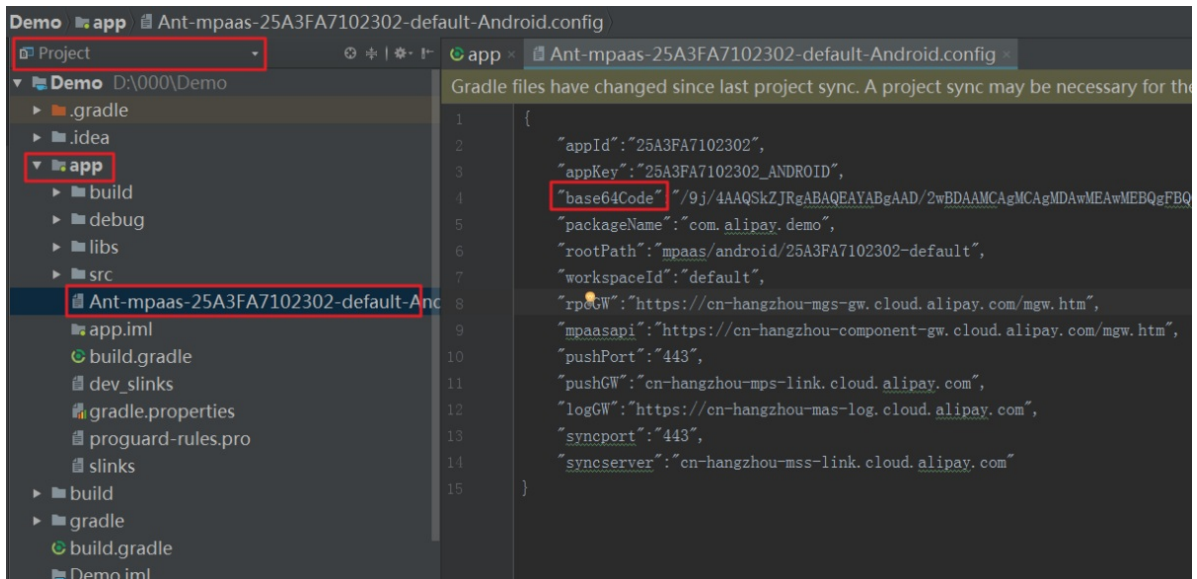 Demo app Ant-mpaas-25A3FA7102302-default-Android.config
Project
app × Ant-mpaas-25A3FA7102302-default-Android.config ×
Demo D:\000\Demo
.gradle
.idea
app
build
debug
libs
src
Ant-mpaas-25A3FA7102302-default-And
app.iml
build.gradle
dev_slinks
gradle.properties
proguard-rules.pro
slinks
build
gradle
build.gradle
Demo.iml
Gradle files have changed since last project sync. A project sync may be necessary for the
1 {
2 "appId":"25A3FA7102302",
3 "appKey":"25A3FA7102302_ANDROID",
4 "base64Code":"/9j/4AAQSkZJRgABAQEAYABgAAD/2wBDAAMCAgMCAgMDAwMEAwMEBQgFBQ
5 "packageName":"com.alipay.demo",
6 "rootPath":"mpaas/android/25A3FA7102302-default",
7 "workspaceId":"default",
8 "rpcGW":"https://cn-hangzhou-mgs-gw.cloud.alipay.com/mgw.htm",
9 "mpaasapi":"https://cn-hangzhou-component-gw.cloud.alipay.com/mgw.htm",
10 "pushPort":"443",
11 "pushGW":"cn-hangzhou-mps-link.cloud.alipay.com",
12 "logGW":"https://cn-hangzhou-mas-log.cloud.alipay.com",
13 "syncport":"443",
14 "syncserver":"cn-hangzhou-mss-link.cloud.alipay.com"
15 }